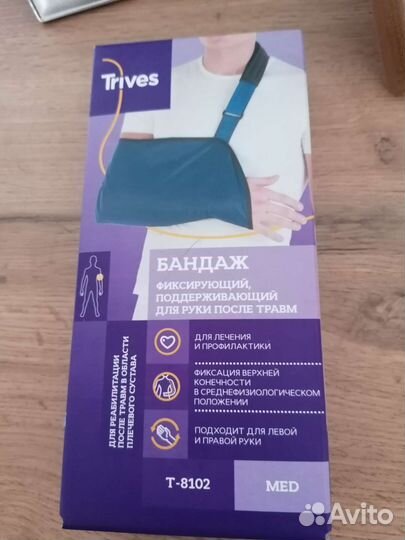 Trives
БАНДАЖ
ФИКСИРУЮЩИЙ,
ПОДДЕРЖИВАЮЩИЙ
ДЛЯ РУКИ ПОСЛЕ ТРАВМ
ДЛЯ РЕАБИЛИТАЦИИ
ПОСЛЕ ТРАВМ В ОБЛАСТИ
ПЛЕЧЕВОГО СУСТАВА
ДЛЯ ЛЕЧЕНИЯ
И ПРОФИЛАКТИКИ
ФИКСАЦИЯ ВЕРХНЕЙ
КОНЕЧНОСТИ
В СРЕДНЕФИЗИОЛОГИЧЕСКОМ
ПОЛОЖЕНИИ
ПОДХОДИТ ДЛЯ ЛЕВОЙ
И ПРАВОЙ РУКИ
Т-8102
MED
Avito